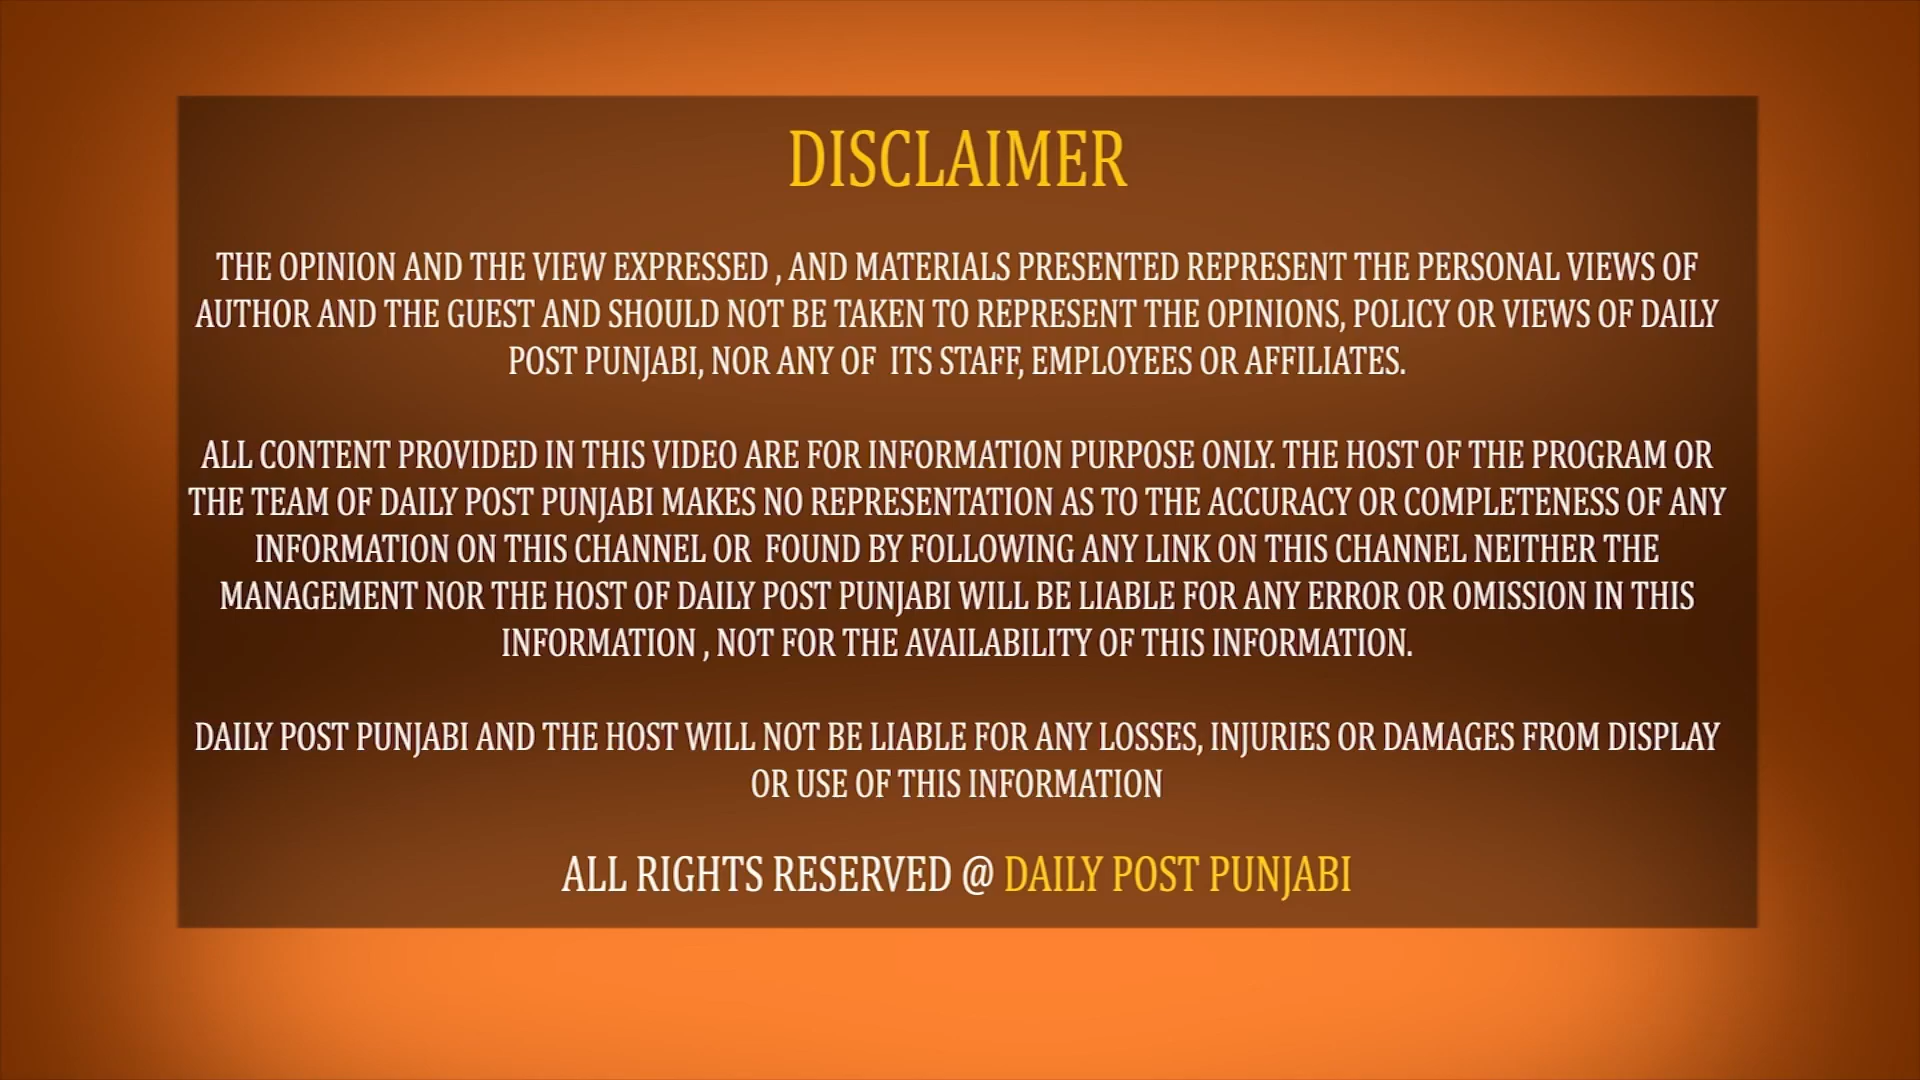 DISCLAIMER
THE OPINION AND THE VIEW EXPRESSED , AND MATERIALS PRESENTED REPRESENT THE PERSONAL VIEWS OF
AUTHOR AND THE GUEST AND SHOULD NOT BE TAKEN TO REPRESENT THE OPINIONS, POLICY OR VIEWS OF DAILY
POST PUNJABI, NOR ANY OF ITS STAFF, EMPLOYEES OR AFFILIATES.
ALL CONTENT PROVIDED IN THIS VIDEO ARE FOR INFORMATION PURPOSE ONLY. THE HOST OF THE PROGRAM OR
THE TEAM OF DAILY POST PUNJABI MAKES NO REPRESENTATION AS TO THE ACCURACY OR COMPLETENESS OF ANY
INFORMATION ON THIS CHANNEL OR FOUND BY FOLLOWING ANY LINK ON THIS CHANNEL NEITHER THE
MANAGEMENT NOR THE HOST OF DAILY POST PUNJABI WILL BE LIABLE FOR ANY ERROR OR OMISSION IN THIS
INFORMATION , NOT FOR THE AVAILABILITY OF THIS INFORMATION.
DAILY POST PUNJABI AND THE HOST WILL NOT BE LIABLE FOR ANY LOSSES, INJURIES OR DAMAGES FROM DISPLAY
OR USE OF THIS INFORMATION
ALL RIGHTS RESERVED @ DAILY POST PUNJABI